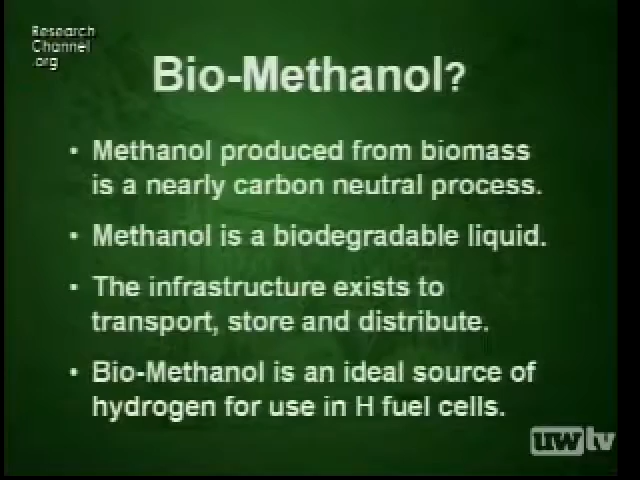 Research
Channel
.org
Bio-Methanol?
• Methanol produced from biomass
is a nearly carbon neutral process.
• Methanol is a biodegradable liquid.
• The infrastructure exists to
transport, store and distribute.
• Bio-Methanol is an ideal source of
hydrogen for use in H fuel cells.
uwtv